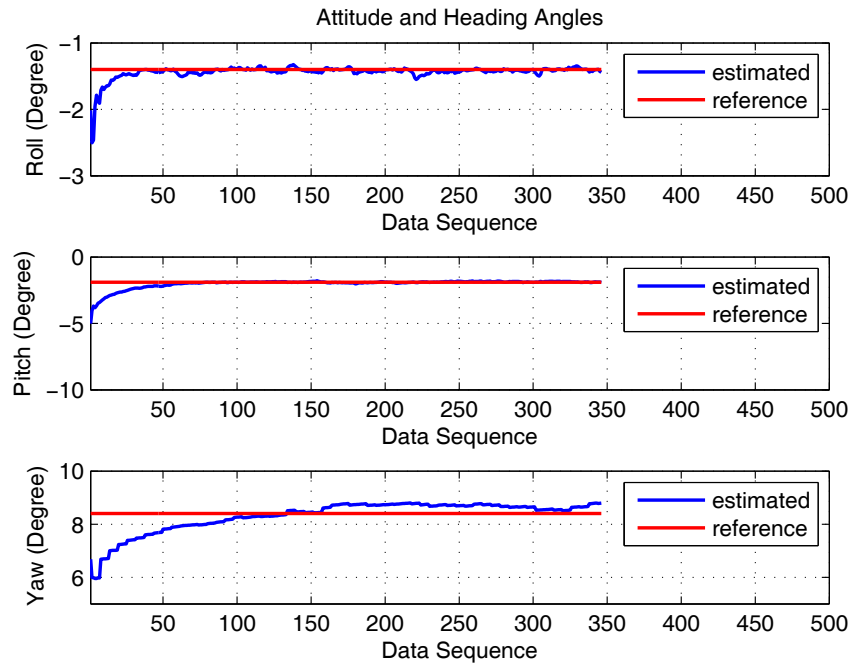 Attitude and Heading Angles
Roll (Degree)
−1
−2
−3
estimated
reference
50 100 150 200 250 300 350 400 450 500
Data Sequence
Pitch (Degree)
0
−5
−10
estimated
reference
50 100 150 200 250 300 350 400 450 500
Data Sequence
Yaw (Degree)
10
8
6
estimated
reference
50 100 150 200 250 300 350 400 450 500
Data Sequence